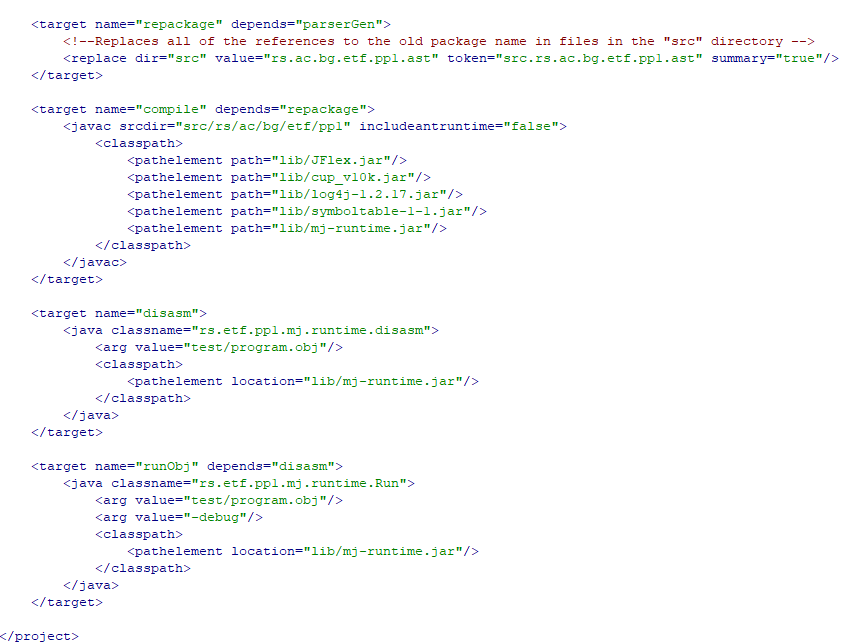 <target name="repackage" depends="parserGen">
<!--Replaces all of the references to the old package name in files in the "src" directory -->
<replace dir="src" value="rs.ac.bg.etf.pp1.ast" token="src.rs.ac.bg.etf.pp1.ast" summary="true"/>
</target>
<target name="compile" depends="repackage">
<javac srcdir="src/rs/ac/bg/etf/pp1" includeantruntime="false">
<classpath>
<pathelement path="lib/JFlex.jar"/>
<pathelement path="lib/cup_v10k.jar"/>
<pathelement path="lib/log4j-1.2.17.jar"/>
<pathelement path="lib/symboltable-1-1.jar"/>
<pathelement path="lib/mj-runtime.jar"/>
</classpath>
</javac>
</target>
<target name="disasm">
<java classname="rs.etf.pp1.mj.runtime.disasm">
<arg value="test/program.obj"/>
<classpath>
<pathelement location="lib/mj-runtime.jar"/>
</classpath>
</java>
</target>
<target name="runObj" depends="disasm">
<java classname="rs.etf.pp1.mj.runtime.Run">
<arg value="test/program.obj"/>
<arg value="-debug"/>
<classpath>
<pathelement location="lib/mj-runtime.jar"/>
</classpath>
</java>
</target>
</project>